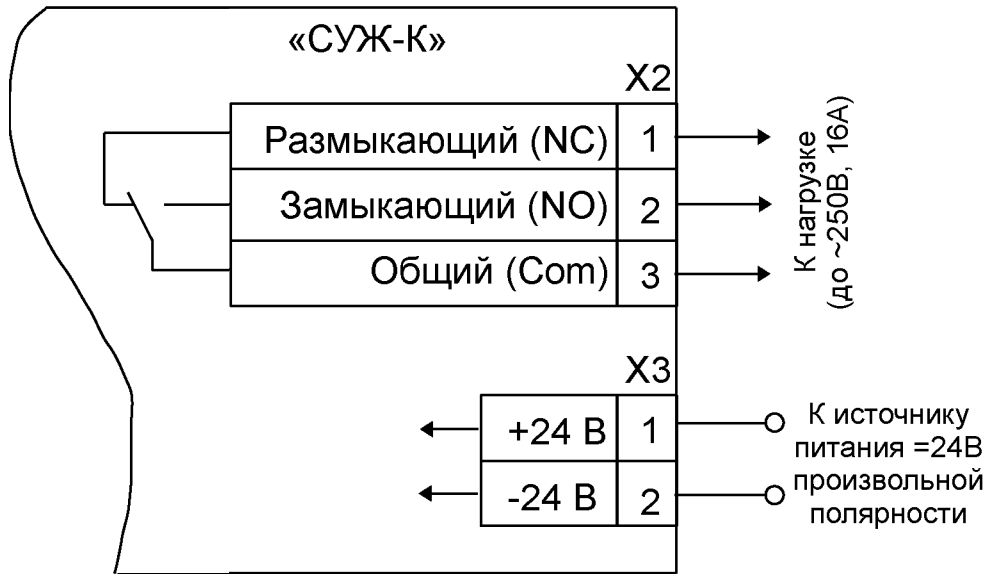 «СУЖ-К»
X2
Размыкающий (NC) 1
Замыкающий (NO) 2
Общий (Com) 3
К нагрузке
(до ~250В, 16А)
X3
+24 В 1
-24 В 2
К источнику
питания =24В
произвольной
полярности